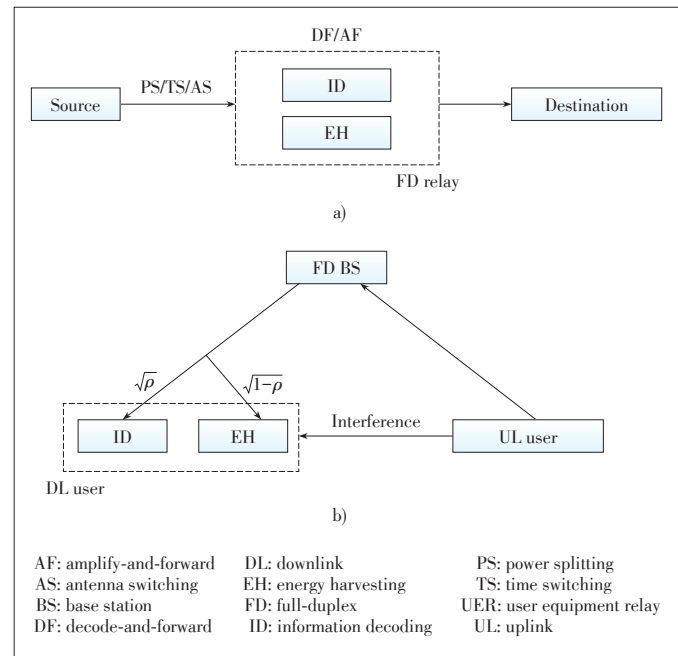 DF/AF
PS/TS/AS
ID
Source
Destination
EH
FD relay
a)
FD BS
√ρ
√1−ρ
ID
EH
Interference
UL user
DL user
b)
AF: amplify-and-forward
AS: antenna switching
BS: base station
DF: decode-and-forward
DL: downlink
EH: energy harvesting
FD: full-duplex
ID: information decoding
PS: power splitting
TS: time switching
UER: user equipment relay
UL: uplink